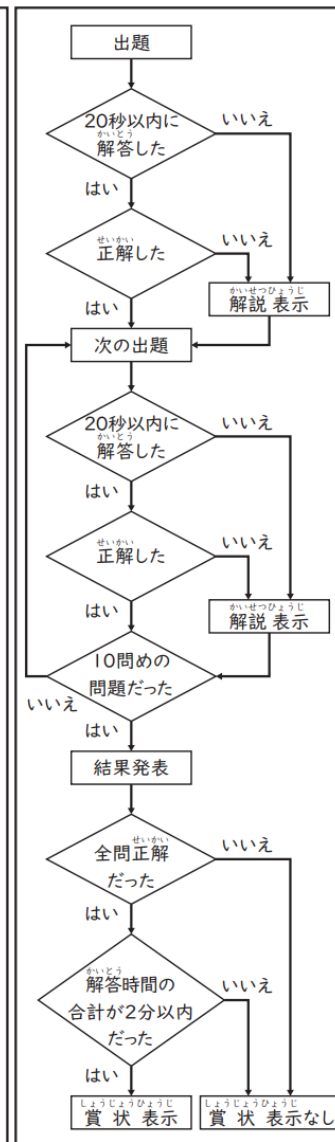 出題
20秒以内に
かいとう
解答した
いいえ
はい
せいかい
正解した
いいえ
かいせつひょうじ
解説表示
はい
次の出題
20秒以内に
かいとう
解答した
いいえ
はい
せいかい
正解した
いいえ
かいせつひょうじ
解説表示
はい
10問めの
問題だった
いいえ
はい
結果発表
せいかい
全問正解
だった
いいえ
はい
かいとう
解答時間の
合計が2分以内
だった
いいえ
はい
しょうじょうひょうじ
賞状表示
しょうじょうひょうじ
賞状表示なし